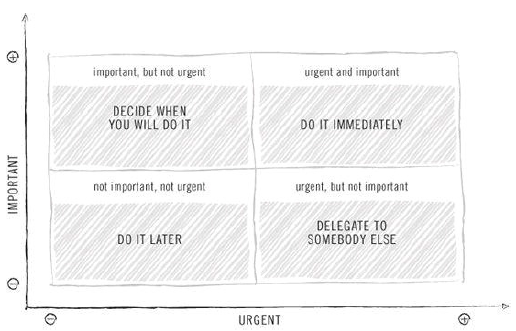 important, but not urgent
urgent and important
DECIDE WHEN
YOU WILL DO IT
DO IT IMMEDIATELY
not important, not urgent
urgent, but not important
DO IT LATER
DELEGATE TO
SOMEBODY ELSE
IMPORTANT
+
-
-
URGENT
+